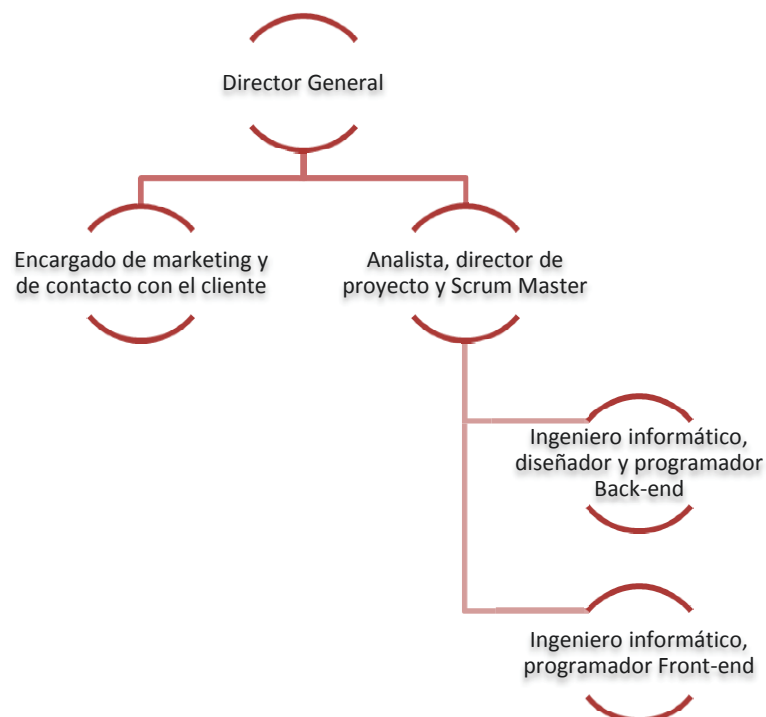 Director General
Encargado de marketing y
de contacto con el cliente
Analista, director de
proyecto y Scrum Master
Ingeniero informático,
diseñador y programador
Back-end
Ingeniero informático,
programador Front-end